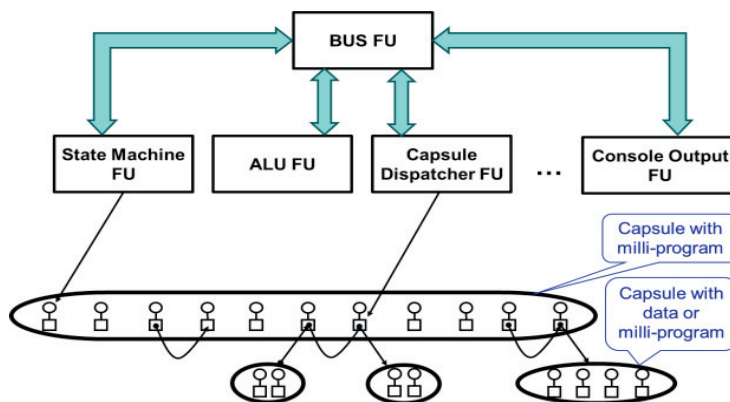 BUS FU
State Machine
FU
ALU FU
Capsule
Dispatcher FU
...
Console Output
FU
Capsule with
milli-program
Capsule with
data or
milli-program